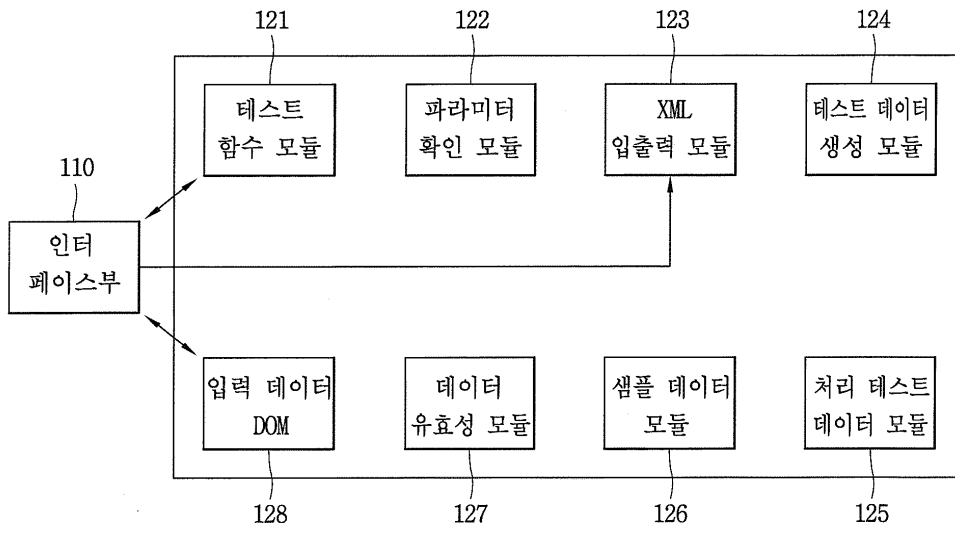 121
122
123
124
테스트
함수 모듈
파라미터
확인 모듈
XML
입출력 모듈
테스트 데이터
생성 모듈
110
인터
페이스부
입력 데이터
DOM
데이터
유효성 모듈
샘플 데이터
모듈
처리 테스트
데이터 모듈
128
127
126
125